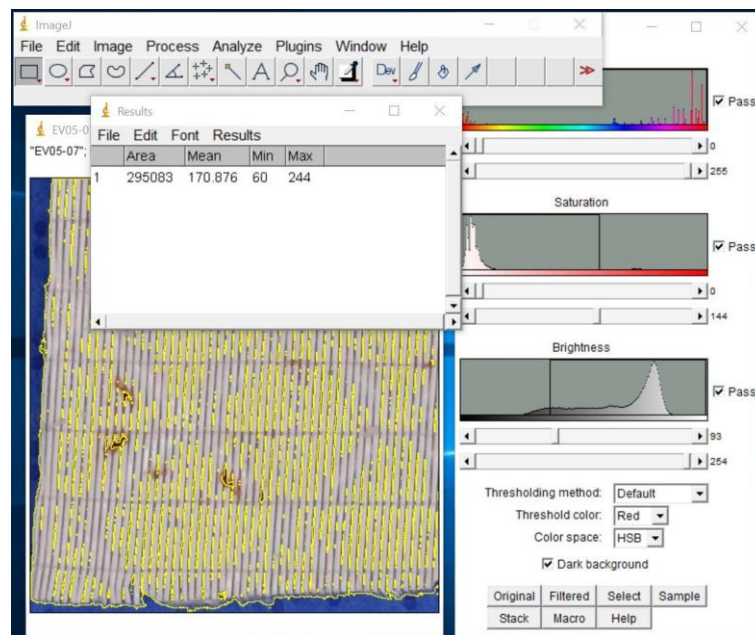 ImageJ
File Edit Image Process Analyze Plugins Window Help
Dev
Results
File Edit Font Results
Area Mean Min Max
1 295083 170.876 60 244
EV05-0
"EV05-07";
Pass
0
255
Saturation
Pass
0
144
Brightness
Pass
93
254
Thresholding method: Default
Threshold color: Red
Color space: HSB
Dark background
Original Filtered Select Sample
Stack Macro Help